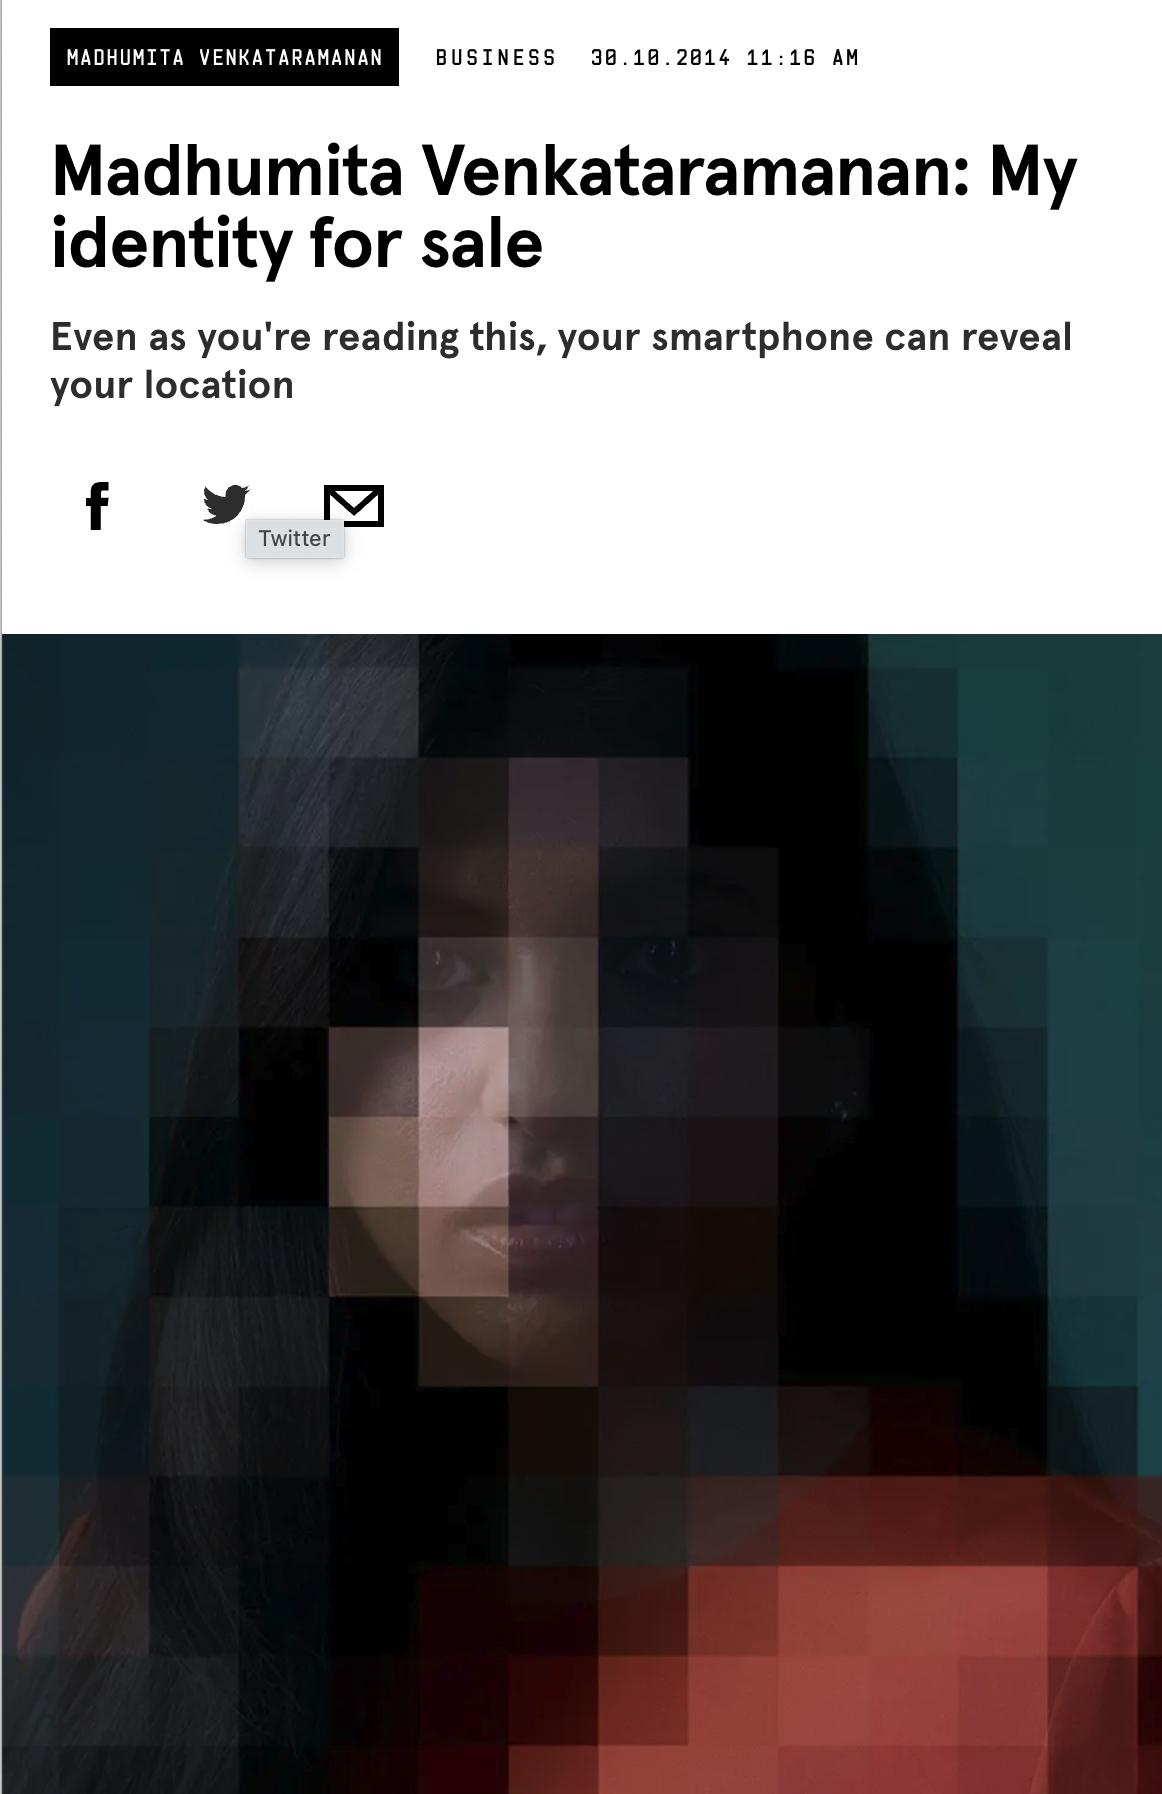 MADHUMITA VENKATARAMANAN BUSINESS 30.10.2014 11:16 AM
Madhumita Venkataramanan: My
identity for sale
Even as you're reading this, your smartphone can reveal
your location
Twitter